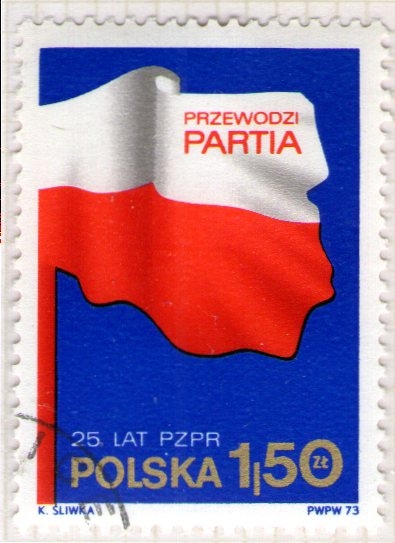 PRZEWODZI
PARTIA
25 LAT PZPR
POLSKA 1,50 ZŁ
K. ŚLIWKA
PWPW 73